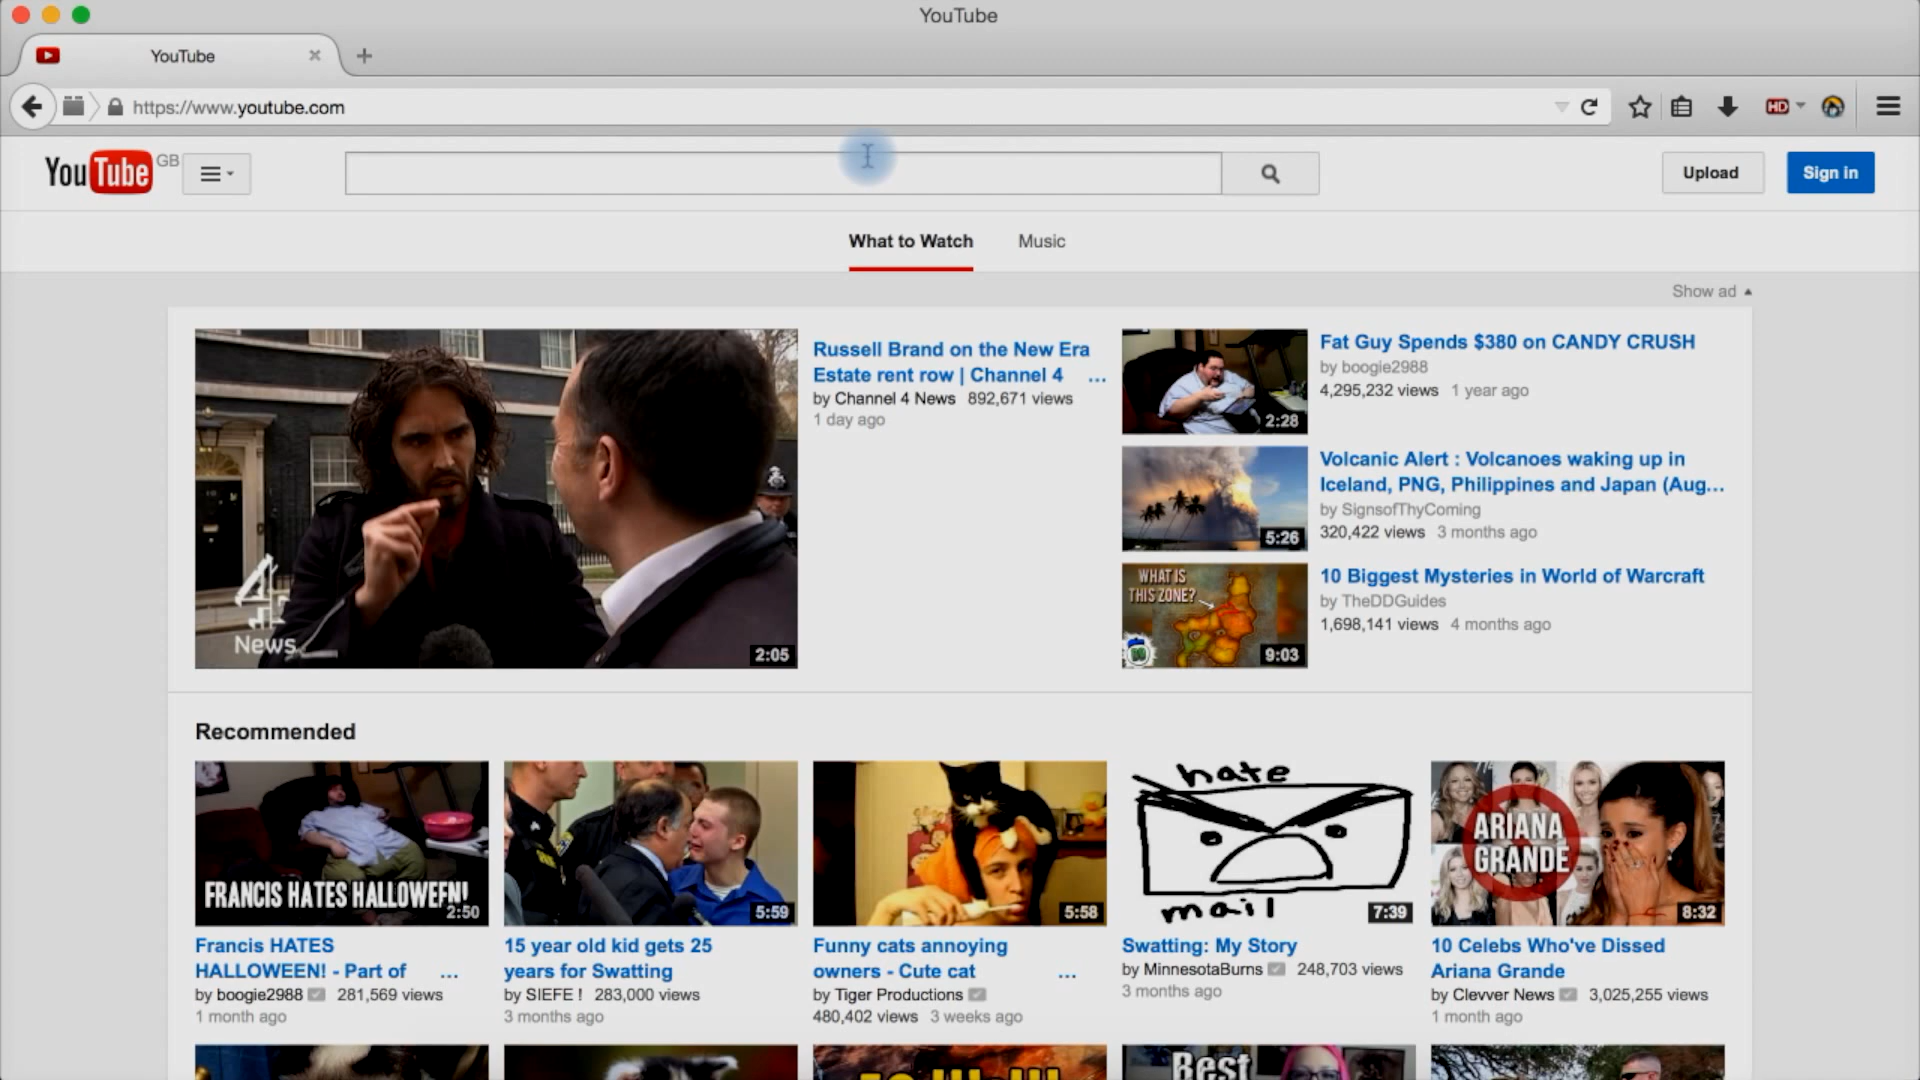 YouTube
YouTube
https://www.youtube.com
HD
YouTube GB
Upload
Sign in
What to Watch
Music
Show ad
4
News
2:05
Russell Brand on the New Era
Estate rent row | Channel 4 ...
by Channel 4 News 892,671 views
1 day ago
2:28
Fat Guy Spends $380 on CANDY CRUSH
by boogie2988
4,295,232 views 1 year ago
5:26
Volcanic Alert : Volcanoes waking up in
Iceland, PNG, Philippines and Japan (Aug...
by SignsofThyComing
320,422 views 3 months ago
WHAT IS
THIS ZONE?
9:03
10 Biggest Mysteries in World of Warcraft
by TheDDGuides
1,698,141 views 4 months ago
Recommended
FRANCIS HATES HALLOWEEN!
2:50
Francis HATES
HALLOWEEN! - Part of ...
by boogie2988 281,569 views
1 month ago
5:59
15 year old kid gets 25
years for Swatting
by SIEFE ! 283,000 views
3 months ago
5:58
Funny cats annoying
owners - Cute cat ...
by Tiger Productions
480,402 views 3 weeks ago
hate
mail
7:39
Swatting: My Story
by MinnesotaBurns 248,703 views
3 months ago
ARIANA
GRANDE
8:32
10 Celebs Who've Dissed
Ariana Grande
by Clevver News 3,025,255 views
1 month ago
Best